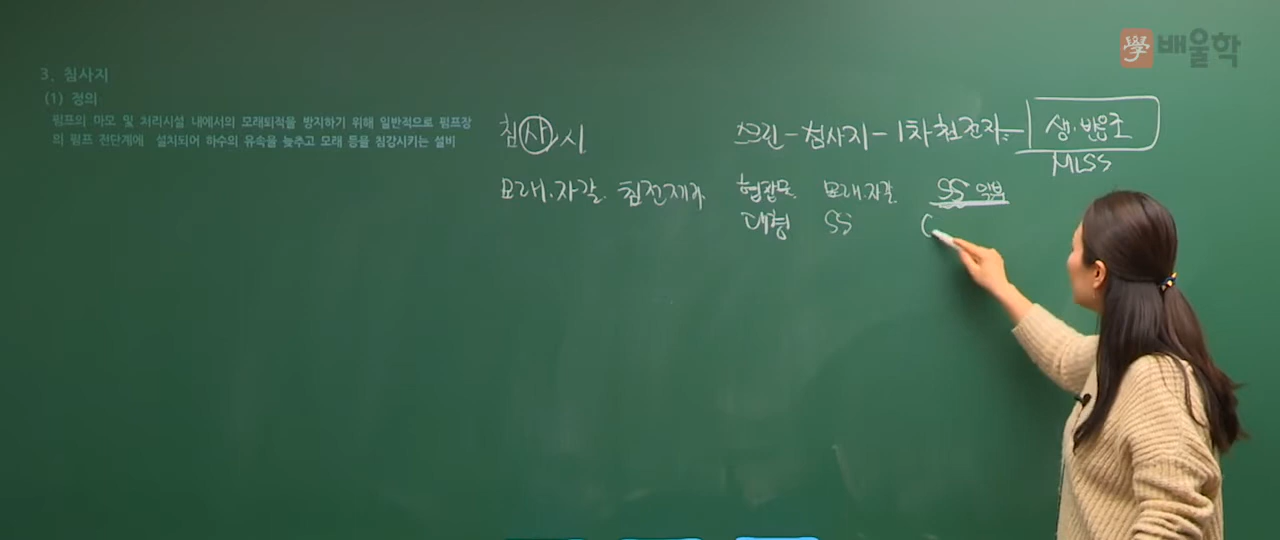 學 배울학
3. 침사지
(1) 정의
펌프의 마모 및 처리시설 내에서의 모래퇴적을 방지하기 위해 일반적으로 펌프장
의 펌프 전단계에 설치되어 하수의 유속을 늦추고 모래 등을 침강시키는 설비
침사지
모래.자갈. 침전제거
스크린-침사지-1차침전지-생.반응조
MLSS
협잡물 모래.자갈 SS 일부
대형 SS